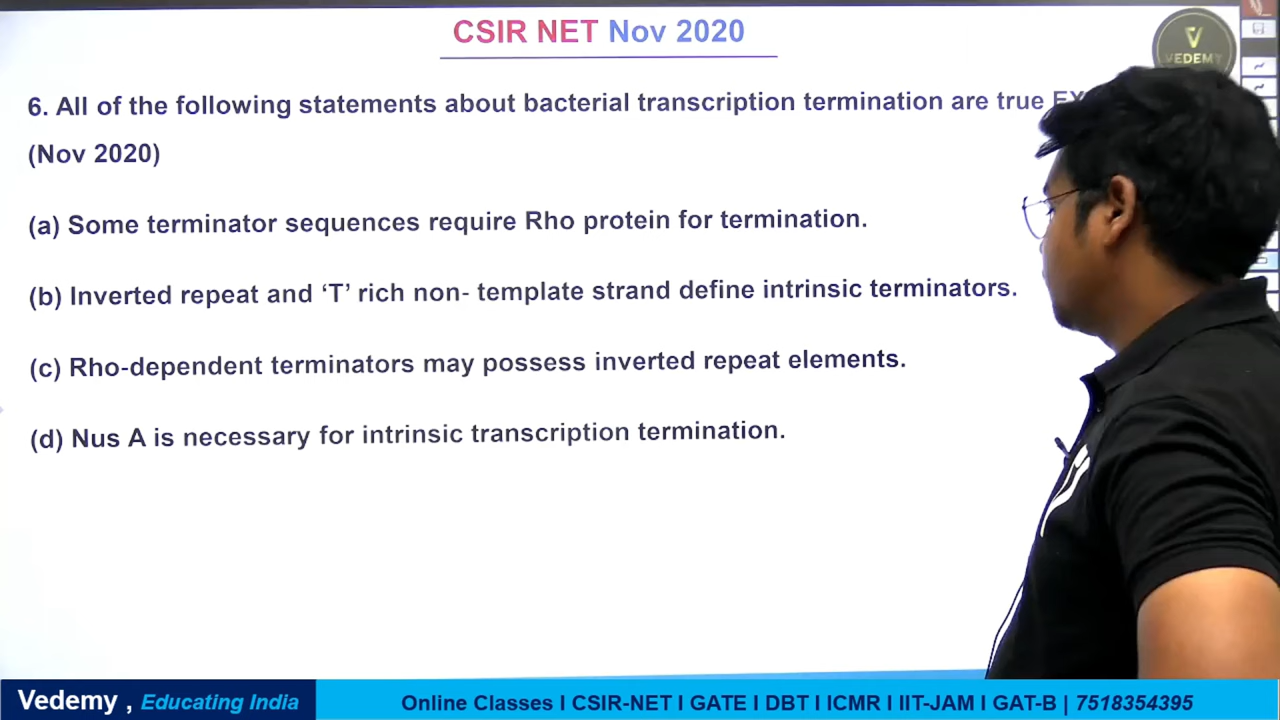 CSIR NET Nov 2020
VEDEMY
6. All of the following statements about bacterial transcription termination are true
(Nov 2020)
(a) Some terminator sequences require Rho protein for termination.
(b) Inverted repeat and ‘T’ rich non- template strand define intrinsic terminators.
(c) Rho-dependent terminators may possess inverted repeat elements.
(d) Nus A is necessary for intrinsic transcription termination.
Vedemy , Educating India
Online Classes I CSIR-NET I GATE I DBT I ICMR I IIT-JAM I GAT-B | 7518354395